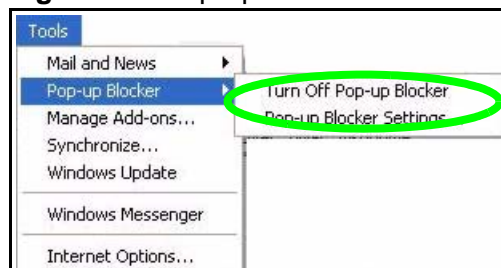 Tools
Mail and News
Pop-up Blocker
Turn Off Pop-up Blocker
Manage Add-ons...
Pop-up Blocker Settings
Synchronize...
Windows Update
Windows Messenger
Internet Options...